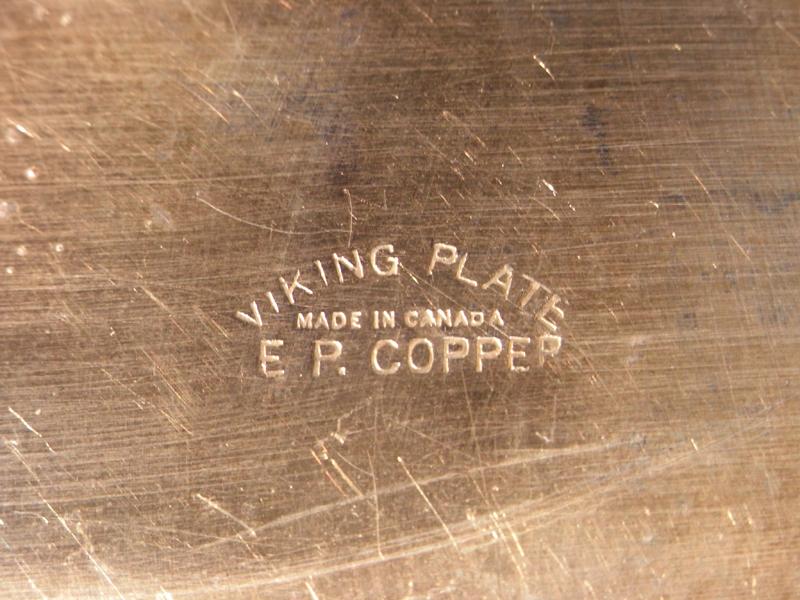 VIKING PLATE
MADE IN CANADA
E P. COPPER